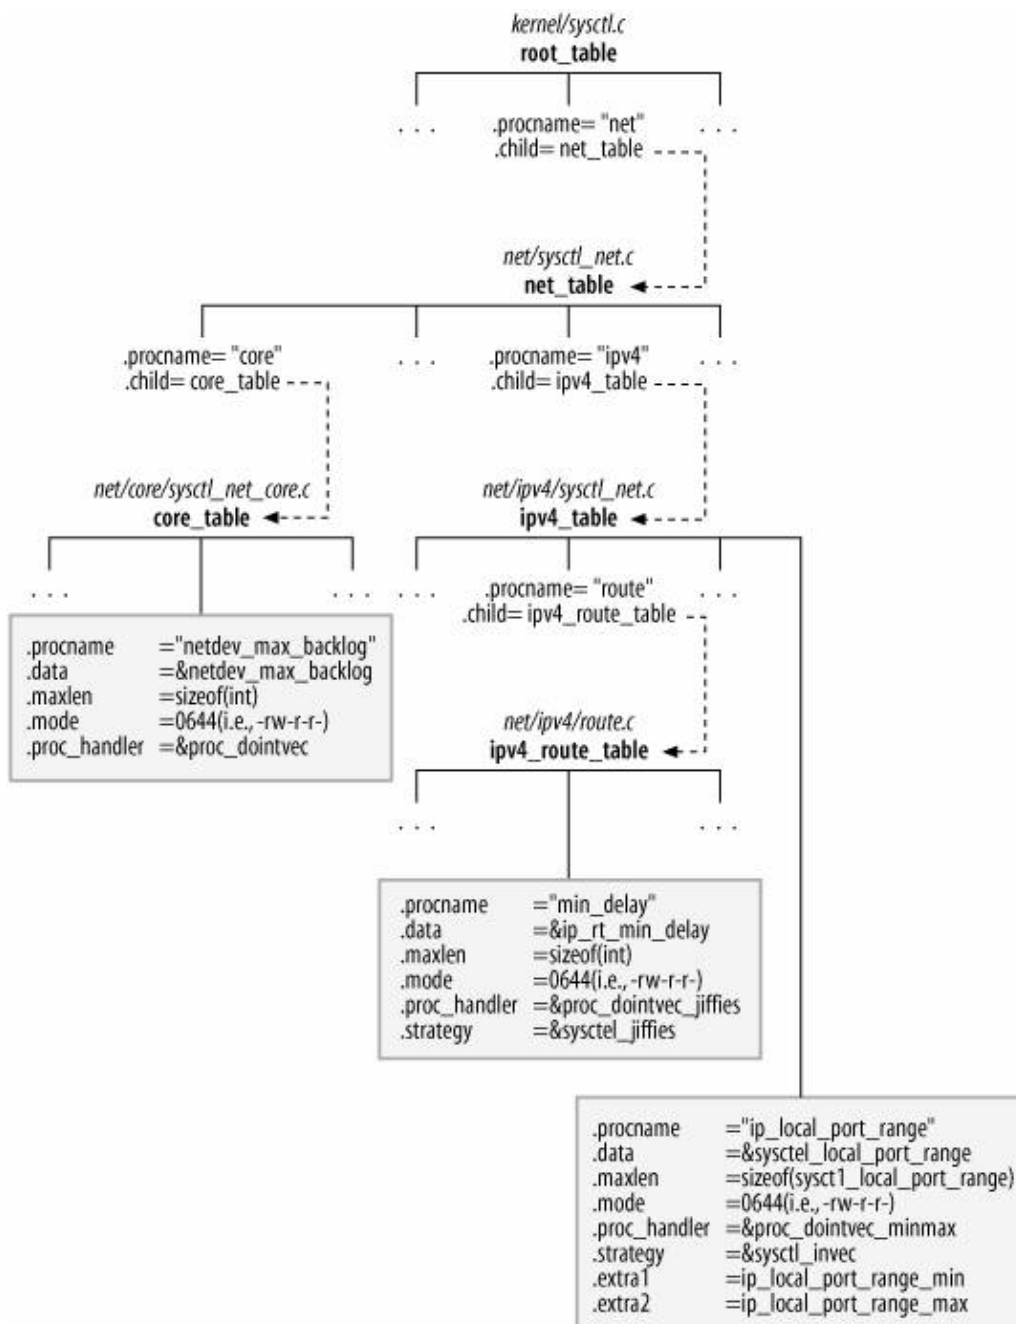 kernel/sysctl.c
root_table
. . .
.procname= "net"
. . .
.child= net_table
net/sysctl_net.c
net_table
.procname= "core"
. . .
.procname= "ipv4"
. . .
.child= core_table
.child= ipv4_table
net/core/sysctl_net_core.c
net/ipv4/sysctl_net.c
core_table
ipv4_table
. . .
. . .
. . .
.procname= "route"
. . .
.child= ipv4_route_table
.procname ="netdev_max_backlog"
.data =&netdev_max_backlog
.maxlen =sizeof(int)
.mode =0644(i.e., -rw-r-r-)
.proc_handler =&proc_dointvec
net/ipv4/route.c
ipv4_route_table
. . .
. . .
.procname ="min_delay"
.data =&ip_rt_min_delay
.maxlen =sizeof(int)
.mode =0644(i.e., -rw-r-r-)
.proc_handler =&proc_dointvec_jiffies
.strategy =&sysctel_jiffies
.procname ="ip_local_port_range"
.data =&sysctel_local_port_range
.maxlen =sizeof(sysct1_local_port_range)
.mode =0644(i.e., -rw-r-r-)
.proc_handler =&proc_dointvec_minmax
.strategy =&sysctl_invec
.extra1 =ip_local_port_range_min
.extra2 =ip_local_port_range_max